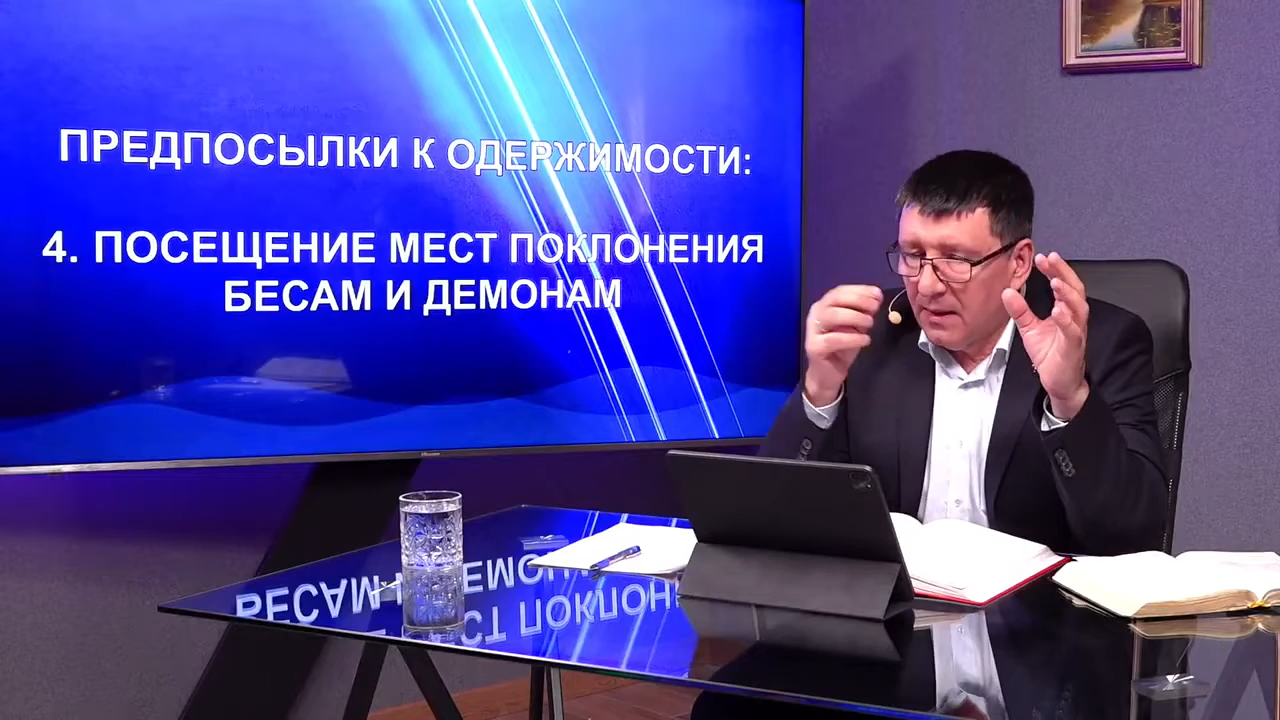 ПРЕДПОСЫЛКИ К ОДЕРЖИМОСТИ:
4. ПОСЕЩЕНИЕ МЕСТ ПОКЛОНЕНИЯ
БЕСАМ И ДЕМОНАМ